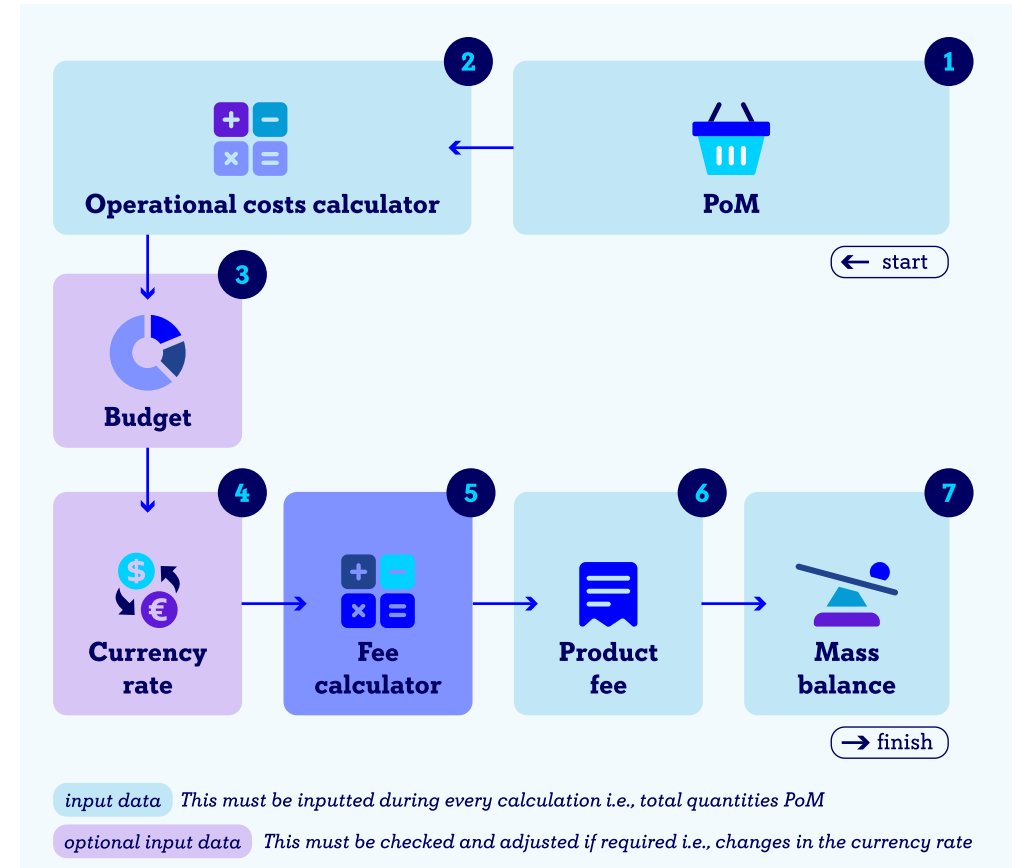 1
PoM
start
2
Operational costs calculator
3
Budget
4
$
€
Currency
rate
5
Fee
calculator
6
Product
fee
7
Mass
balance
finish
input data This must be inputted during every calculation i.e., total quantities PoM
optional input data This must be checked and adjusted if required i.e., changes in the currency rate